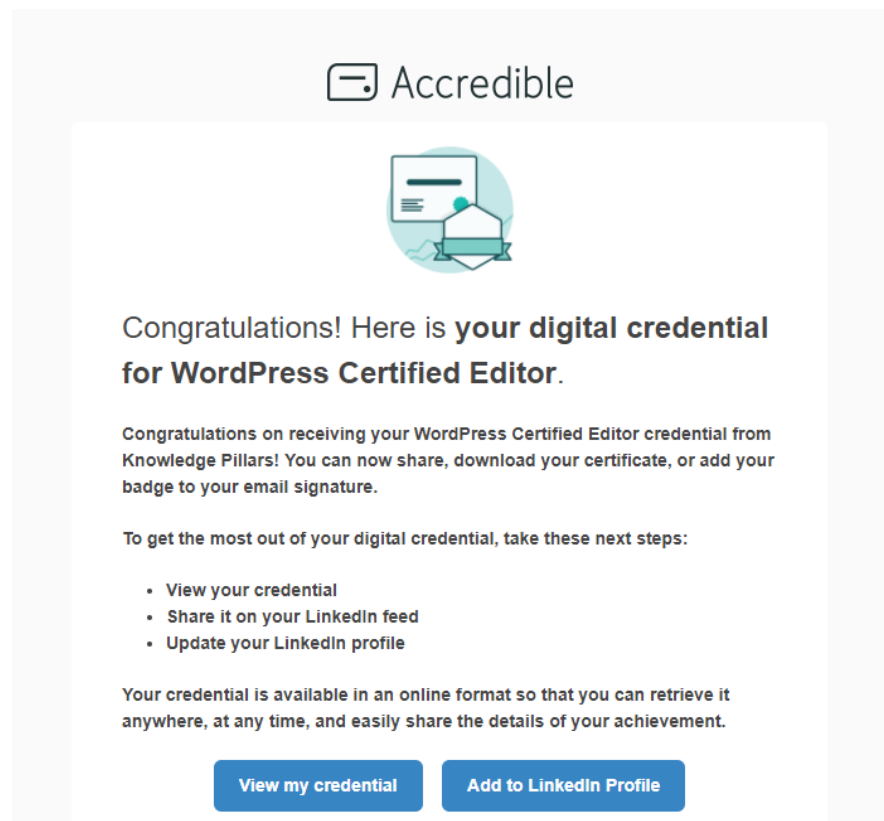 Accredible
Congratulations! Here is your digital credential
for WordPress Certified Editor.
Congratulations on receiving your WordPress Certified Editor credential from
Knowledge Pillars! You can now share, download your certificate, or add your
badge to your email signature.
To get the most out of your digital credential, take these next steps:
• View your credential
• Share it on your LinkedIn feed
• Update your LinkedIn profile
Your credential is available in an online format so that you can retrieve it
anywhere, at any time, and easily share the details of your achievement.
View my credential
Add to LinkedIn Profile